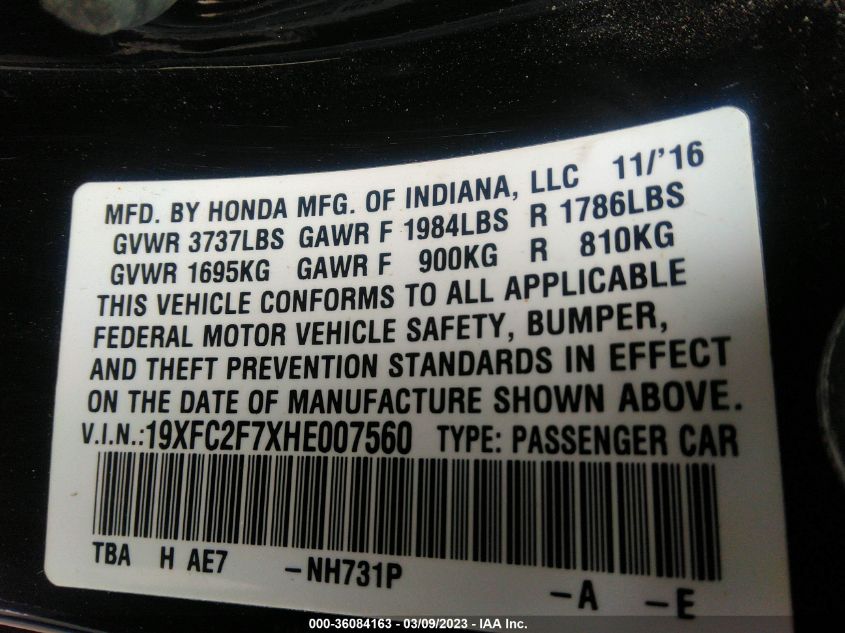 MFD. BY HONDA MFG. OF INDIANA, LLC 11/'16
GVWR 3737LBS GAWR F 1984LBS R 1786LBS
GVWR 1695KG GAWR F 900KG R 810KG
THIS VEHICLE CONFORMS TO ALL APPLICABLE
FEDERAL MOTOR VEHICLE SAFETY, BUMPER,
AND THEFT PREVENTION STANDARDS IN EFFECT
ON THE DATE OF MANUFACTURE SHOWN ABOVE.
V.I.N.:19XFC2F7XHE007560 TYPE: PASSENGER CAR
TBA H AE7 -NH731P -A -E
000-36084163 - 03/09/2023 - IAA Inc.